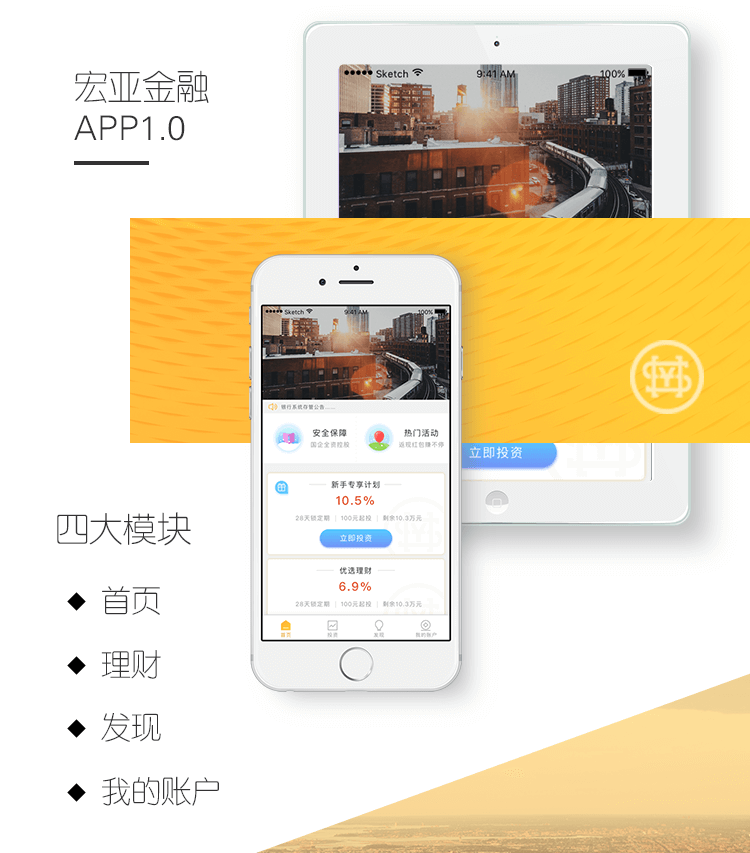 宏亚金融
APP1.0
Sketch 9:41 AM 100%
Sketch 9:41 AM 100%
银行系统存管公告......
安全保障
国企全资控股
热门活动
返现红包赚不停
立即投资
新手专享计划
10.5%
28天锁定期 | 100元起投 | 剩余10.3万元
立即投资
优选理财
6.9%
28天锁定期 | 100元起投 | 剩余10.3万元
首页 投资 发现 我的账户
四大模块
首页
理财
发现
我的账户